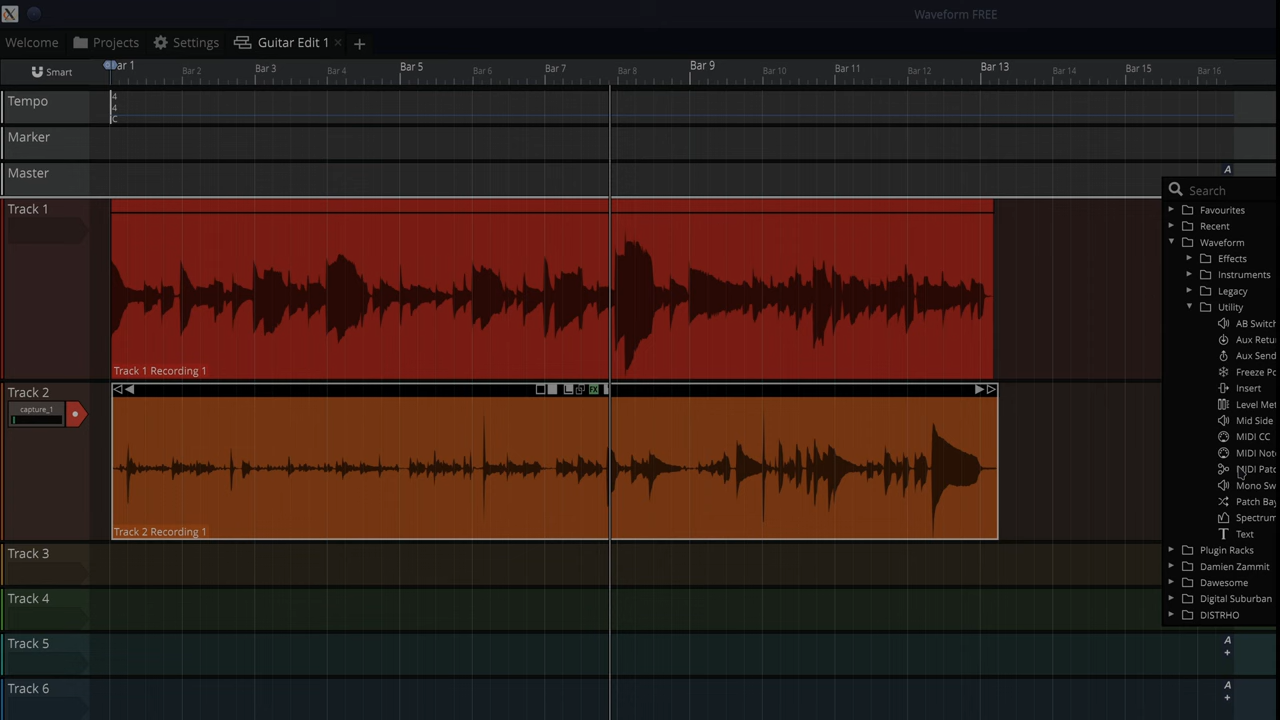 Waveform FREE
Welcome Projects Settings Guitar Edit 1 +
Smart Bar 1 Bar 2 Bar 3 Bar 4 Bar 5 Bar 6 Bar 7 Bar 8 Bar 9 Bar 10 Bar 11 Bar 12 Bar 13 Bar 14 Bar 15 Bar 16
Tempo
4
4
C
Marker
Master
A
Track 1
Track 1 Recording 1
Track 2
capture_1
FX
Track 2 Recording 1
Track 3
Track 4
Track 5
A
+
Track 6
A
+
Search
Favourites
Recent
Waveform
Effects
Instruments
Legacy
Utility
AB Switch
Aux Retu
Aux Send
Freeze Po
Insert
Level Met
Mid Side
MIDI CC
MIDI Not
MIDI Patc
Mono Sw
Patch Bay
Spectrum
T Text
Plugin Racks
Damien Zammit
Dawesome
Digital Suburban
DISTRHO